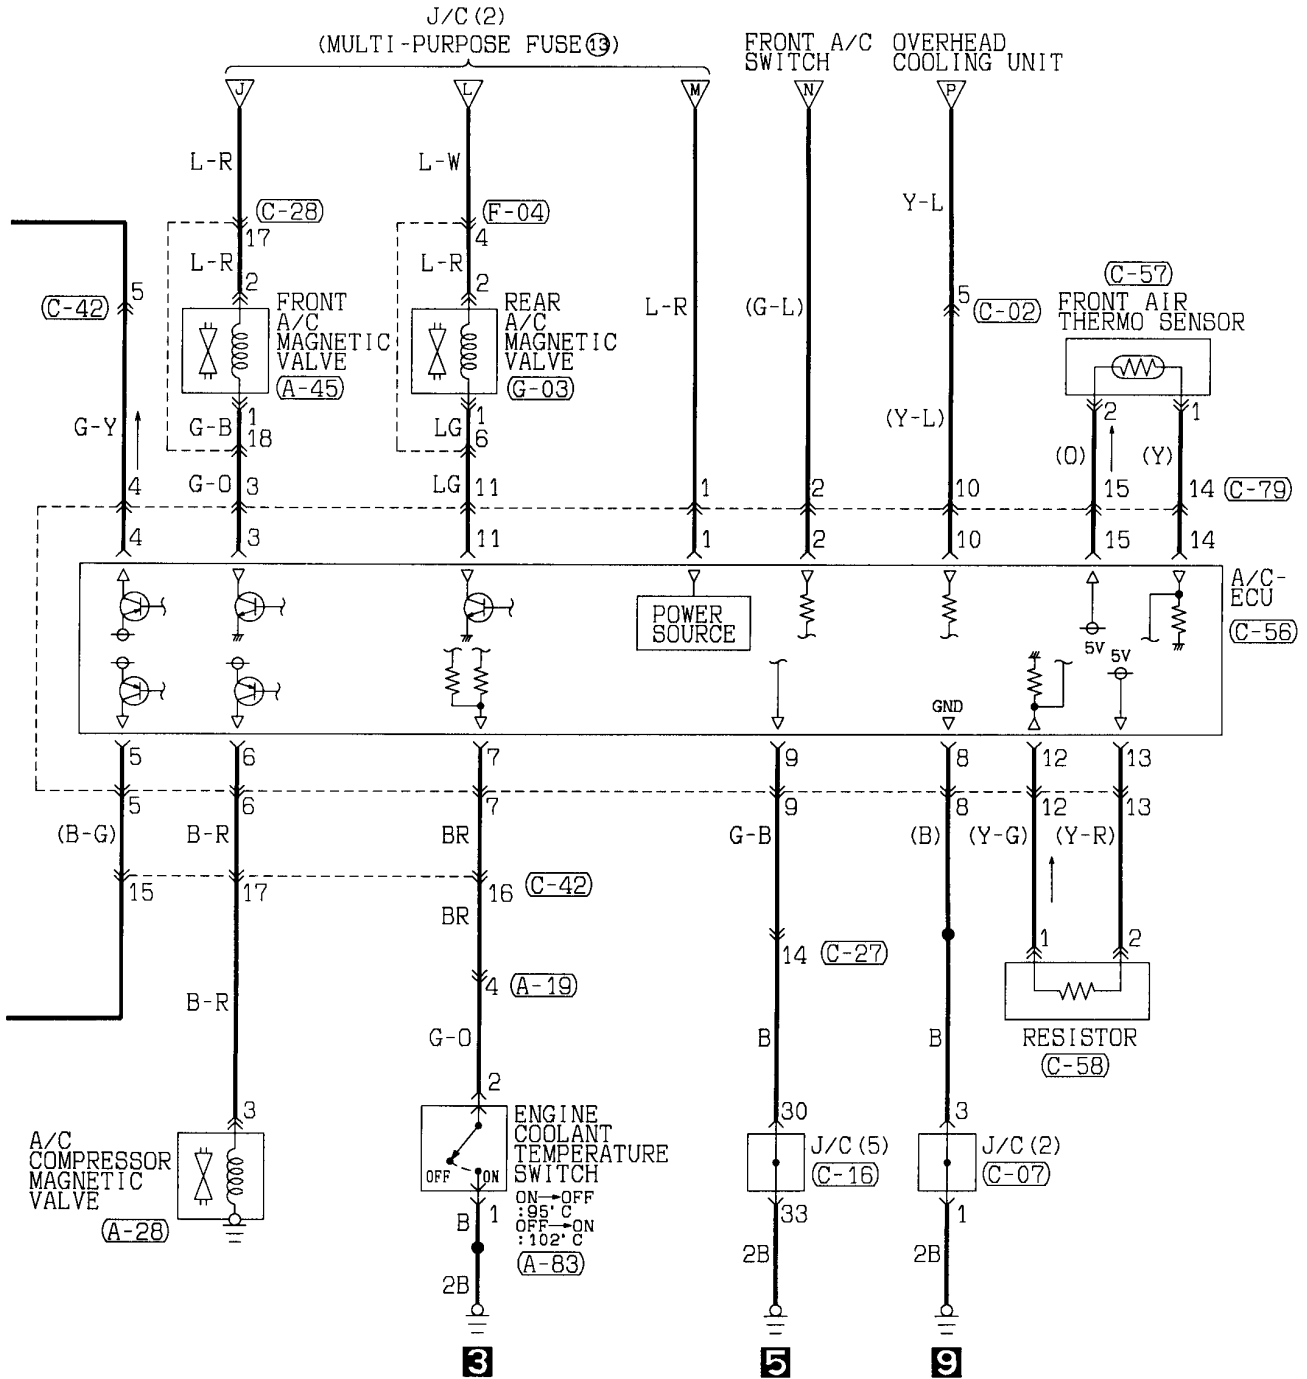 J/C(2)
(MULTI-PURPOSE FUSE⑬)
FRONT A/C SWITCH
OVERHEAD COOLING UNIT
J
L
M
N
P
L-R
L-W
Y-L
C-28
F-04
17
4
L-R
L-R
C-57
5
2
2
5
C-42
FRONT A/C MAGNETIC VALVE
A-45
REAR A/C MAGNETIC VALVE
G-03
L-R
(G-L)
C-02
FRONT AIR THERMO SENSOR
1
1
2
1
G-Y
G-B
18
LG
6
(Y-L)
(O)
(Y)
4
G-O
3
LG
11
1
2
10
15
14
C-79
4
3
11
1
2
10
15
14
A/C-ECU
C-56
POWER SOURCE
5V
5V
GND
5
6
7
9
8
12
13
5
6
7
9
8
12
13
(B-G)
B-R
BR
G-B
(B)
(Y-G)
(Y-R)
15
17
16
C-42
BR
14
C-27
1
2
4
A-19
B-R
G-O
B
B
RESISTOR
C-58
2
3
30
3
A/C COMPRESSOR MAGNETIC VALVE
A-28
OFF
ON
ENGINE COOLANT TEMPERATURE SWITCH
ON→OFF
:95°C
OFF→ON
:102°C
A-83
J/C(5)
C-16
J/C(2)
C-07
B
1
33
1
2B
2B
2B
3
5
9